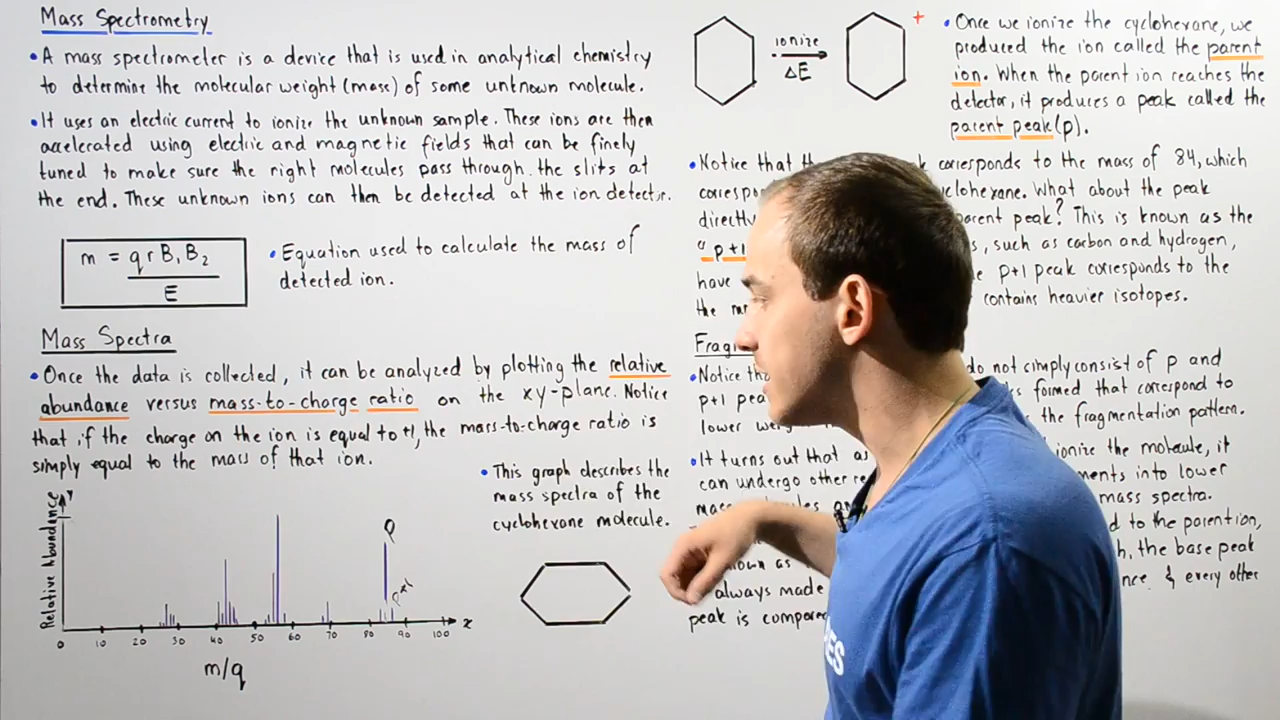 Mass Spectrometry
• A mass spectrometer is a device that is used in analytical chemistry
to determine the molecular weight (mass) of some unknown molecule.
• It uses an electric current to ionize the unknown sample. These ions are then
accelerated using electric and magnetic fields that can be finely
tuned to make sure the right molecules pass through the slits at
the end. These unknown ions can then be detected at the ion detector.
m = q r B₁ B₂
E
• Equation used to calculate the mass of
detected ion.
Mass Spectra
• Once the data is collected, it can be analyzed by plotting the relative
abundance versus mass-to-charge ratio on the xy-plane. Notice
that if the charge on the ion is equal to +1, the mass-to-charge ratio is
simply equal to the mass of that ion.
• This graph describes the
mass spectra of the
cyclohexane molecule.
Relative Abundance
y
P
P+1
x
0 10 20 30 40 50 60 70 80 90 100
m/q
ionize
ΔE
+
• Once we ionize the cyclohexane, we
produced the ion called the parent
ion. When the parent ion reaches the
detector, it produces a peak called the
parent peak (p).
• Notice that corresponds to the mass of 84, which
cyclohexane. What about the peak
directly parent peak? This is known as the
"p+1 , such as carbon and hydrogen,
have p+1 peak corresponds to the
the contains heavier isotopes.
• Notice do not simply consist of p and
p+1 formed that correspond to
lower the fragmentation pattern.
• It turns out that as ionize the molecule, it
can undergo other into lower
mass spectra.
to the parent ion,
the base peak
always made & every other
peak is